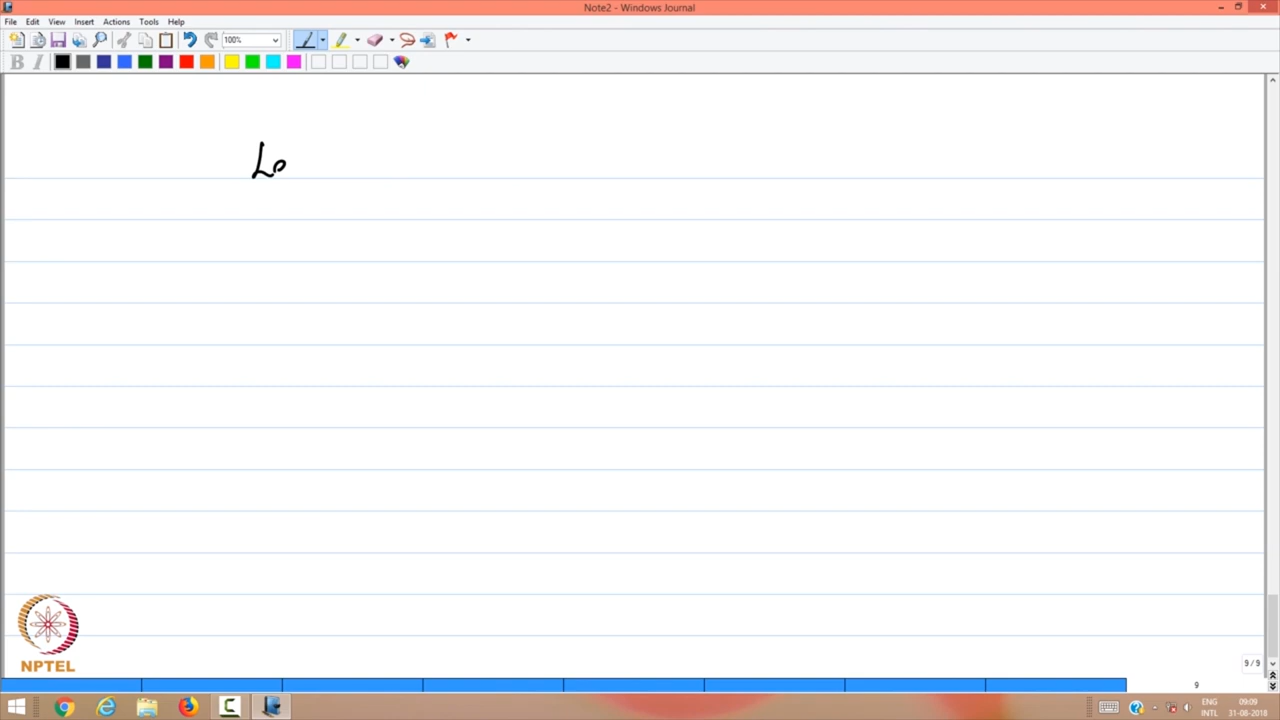 Note2 - Windows Journal
File Edit View Insert Actions Tools Help
100%
B I
Lo
NPTEL
9 / 9
9
ENG 09:09
INTL 31-08-2018